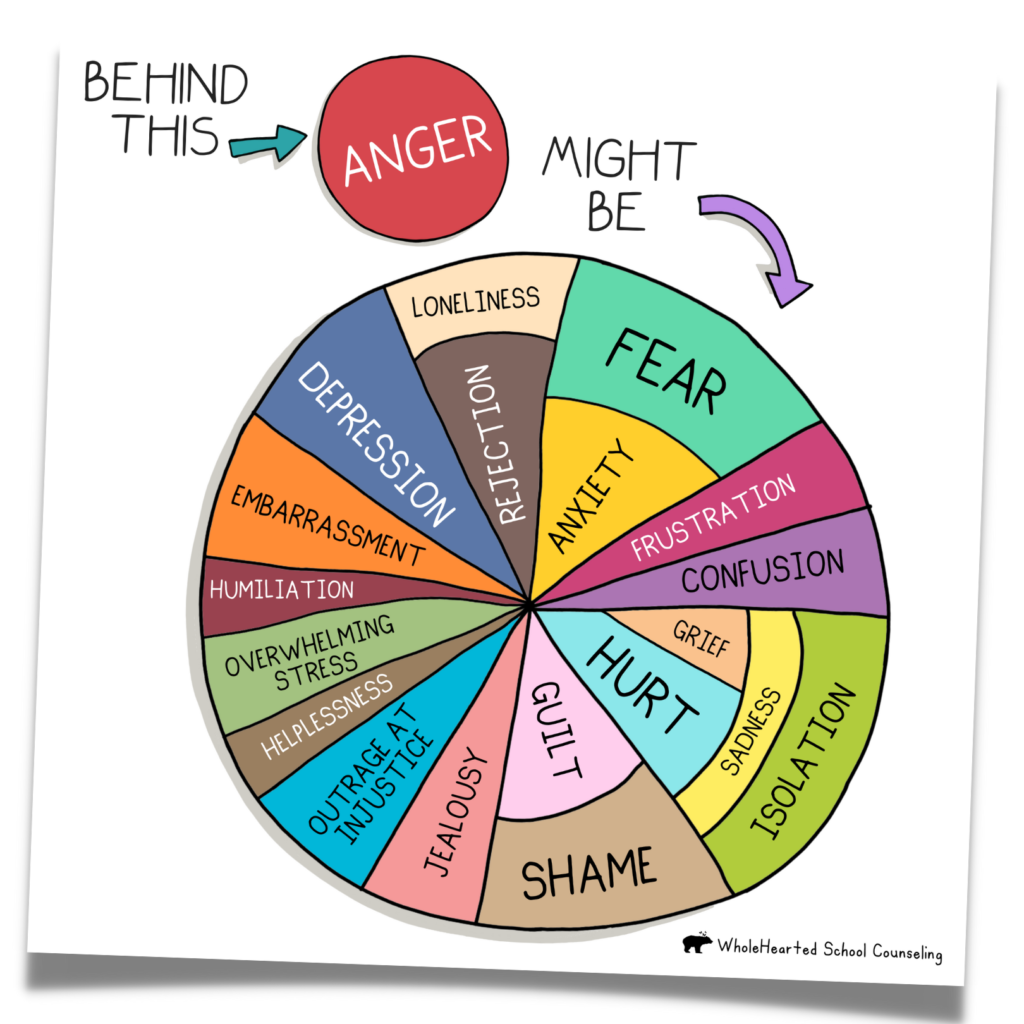 BEHIND
THIS
ANGER
MIGHT
BE
LONELINESS
REJECTION
FEAR
ANXIETY
FRUSTRATION
CONFUSION
GRIEF
HURT
SADNESS
ISOLATION
GUILT
SHAME
JEALOUSY
OUTRAGE AT
INJUSTICE
HELPLESSNESS
OVERWHELMING
STRESS
HUMILIATION
EMBARRASSMENT
DEPRESSION
WholeHearted School Counseling